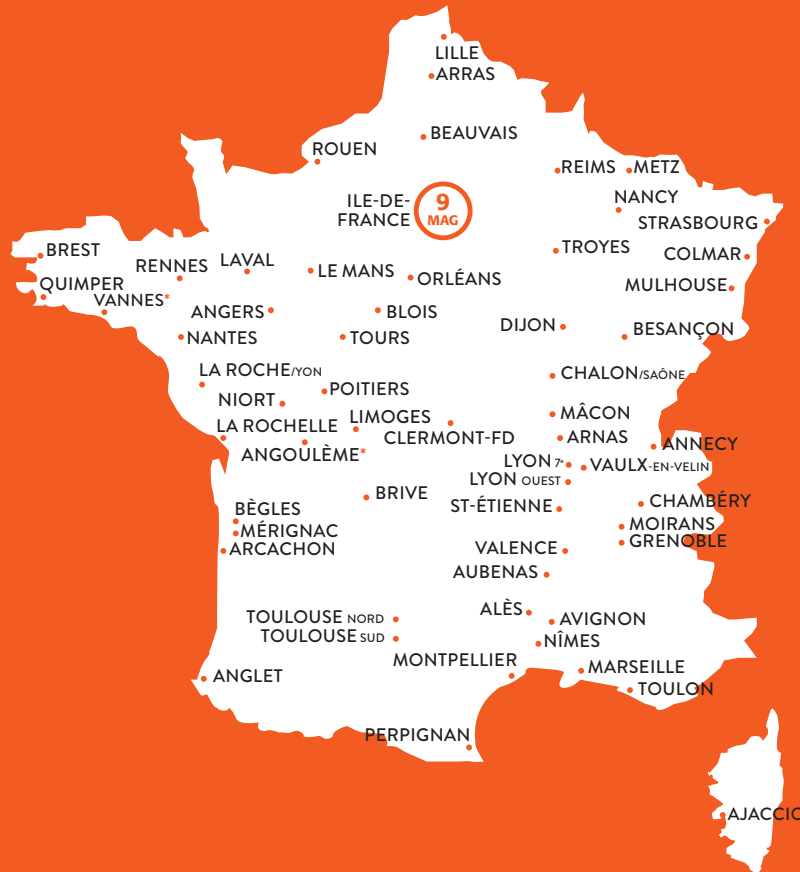 LILLE
ARRAS
BEAUVAIS
ROUEN
REIMS
METZ
ILE-DE-
FRANCE
9
MAG
NANCY
STRASBOURG
TROYES
COLMAR
BREST
RENNES
LAVAL
LE MANS
ORLÉANS
QUIMPER
VANNES*
MULHOUSE
ANGERS
BLOIS
DIJON
BESANÇON
NANTES
TOURS
LA ROCHE/YON
POITIERS
CHALON/SAÔNE
NIORT
LA ROCHELLE
LIMOGES
MÂCON
CLERMONT-FD
ARNAS
ANNECY
ANGOULÈME*
LYON 7e
VAULX-EN-VELIN
LYON OUEST
BRIVE
ST-ÉTIENNE
CHAMBÉRY
BÈGLES
MÉRIGNAC
MOIRANS
ARCACHON
GRENOBLE
VALENCE
AUBENAS
ALÈS
TOULOUSE NORD
AVIGNON
TOULOUSE SUD
NÎMES
MONTPELLIER
MARSEILLE
ANGLET
TOULON
PERPIGNAN
AJACCIO